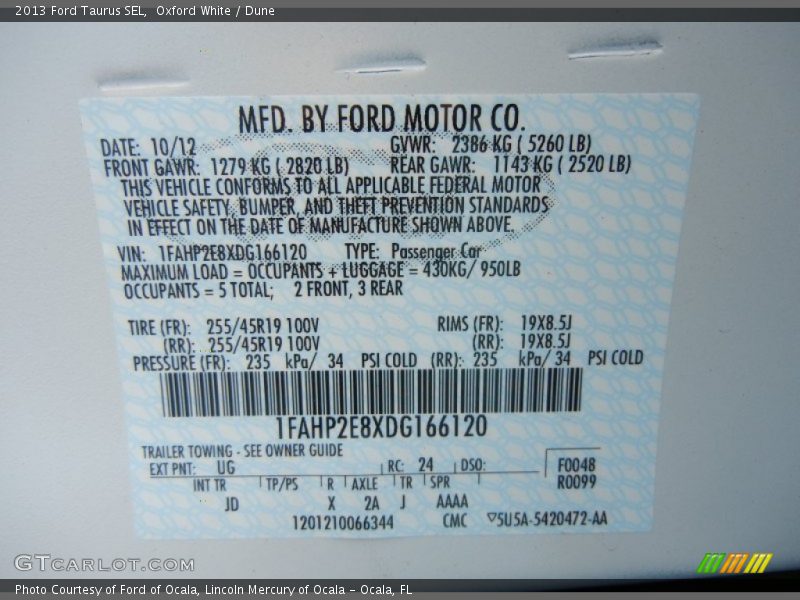 2013 Ford Taurus SEL, Oxford White / Dune
MFD. BY FORD MOTOR CO.
DATE: 10/12 GVWR: 2386 KG ( 5260 LB)
FRONT GAWR: 1279 KG ( 2820 LB) REAR GAWR: 1143 KG ( 2520 LB)
THIS VEHICLE CONFORMS TO ALL APPLICABLE FEDERAL MOTOR
VEHICLE SAFETY, BUMPER, AND THEFT PREVENTION STANDARDS
IN EFFECT ON THE DATE OF MANUFACTURE SHOWN ABOVE.
VIN: 1FAHP2E8XDG166120 TYPE: Passenger Car
MAXIMUM LOAD = OCCUPANTS + LUGGAGE = 430KG/ 950LB
OCCUPANTS = 5 TOTAL; 2 FRONT, 3 REAR
TIRE (FR): 255/45R19 100V RIMS (FR): 19X8.5J
(RR): 255/45R19 100V (RR): 19X8.5J
PRESSURE (FR): 235 kPa/ 34 PSI COLD (RR): 235 kPa/ 34 PSI COLD
1FAHP2E8XDG166120
TRAILER TOWING - SEE OWNER GUIDE
EXT PNT: UG RC: 24 DSO: F0048
INT TR TP/PS R AXLE TR SPR R0099
JD X 2A J AAAA
1201210066344 CMC ▽5U5A-5420472-AA
GTCARLOT.COM
Photo Courtesy of Ford of Ocala, Lincoln Mercury of Ocala – Ocala, FL